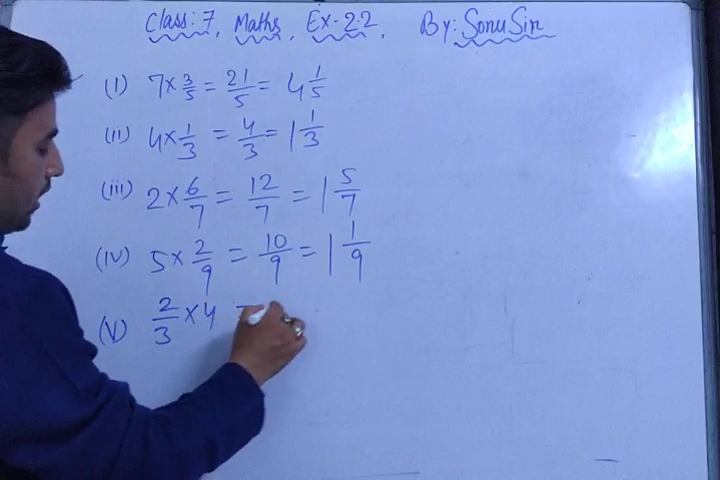 Class: 7, Maths, Ex-2.2, By: Sonu Sir
(I) 7×3/5 = 21/5 = 4 1/5
(II) 4×1/3 = 4/3 = 1 1/3
(iii) 2×6/7 = 12/7 = 1 5/7
(IV) 5×2/9 = 10/9 = 1 1/9
(V) 2/3×4 =